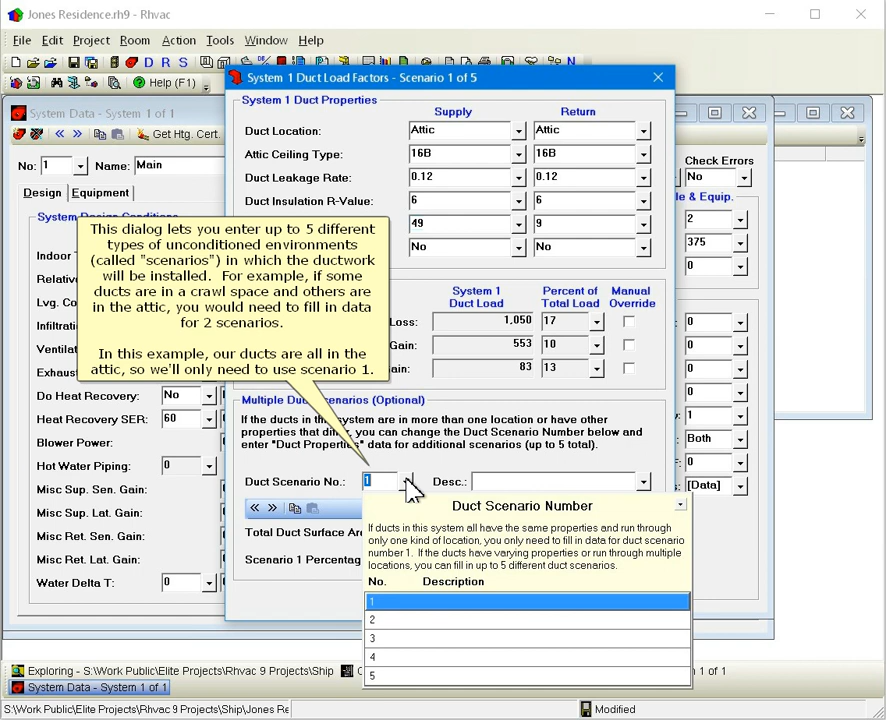 Jones Residence.rh9 - Rhvac
File Edit Project Room Action Tools Window Help
D R S N
Help (F1)
System Data - System 1 of 1
Get Htg. Cert.
No: 1 Name: Main
Design Equipment
System Design Conditions
Indoor T
Relative
Lvg. Co
Infiltrati
Ventilat
Exhaus
Do Heat Recovery: No
Heat Recovery SER: 60
Blower Power:
Hot Water Piping: 0
Misc Sup. Sen. Gain:
Misc Sup. Lat. Gain:
Misc Ret. Sen. Gain:
Misc Ret. Lat. Gain:
Water Delta T: 0
System 1 Duct Load Factors - Scenario 1 of 5
System 1 Duct Properties
Supply Return
Duct Location: Attic Attic
Attic Ceiling Type: 16B 16B
Duct Leakage Rate: 0.12 0.12
Duct Insulation R-Value: 6 6
49 9
No No
This dialog lets you enter up to 5 different
types of unconditioned environments
(called "scenarios") in which the ductwork
will be installed. For example, if some
ducts are in a crawl space and others are
in the attic, you would need to fill in data
for 2 scenarios.
In this example, our ducts are all in the
attic, so we'll only need to use scenario 1.
System 1 Percent of Manual
Duct Load Total Load Override
Loss: 1,050 17
Gain: 553 10
Gain: 83 13
Multiple Duct Scenarios (Optional)
If the ducts in this system are in more than one location or have other
properties that differ, you can change the Duct Scenario Number below and
enter "Duct Properties" data for additional scenarios (up to 5 total).
Duct Scenario No.: 1 Desc.:
Total Duct Surface Are
Scenario 1 Percentag
Duct Scenario Number
If ducts in this system all have the same properties and run through
only one kind of location, you only need to fill in data for duct scenario
number 1. If the ducts have varying properties or run through multiple
locations, you can fill in up to 5 different duct scenarios.
No. Description
1
2
3
4
5
Check Errors
No
le & Equip.
2
375
0
0
0
0
0
1
Both
0
[Data]
Exploring - S:\Work Public\Elite Projects\Rhvac 9 Projects\Ship
1 of 1
System Data - System 1 of 1
S:\Work Public\Elite Projects\Rhvac 9 Projects\Ship\Jones Re
Modified